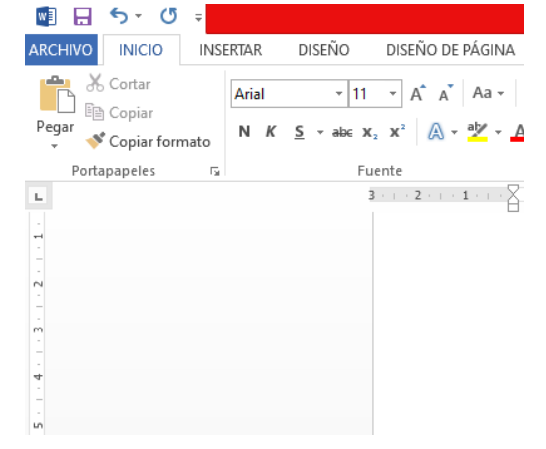 ARCHIVO INICIO INSERTAR DISEÑO DISEÑO DE PÁGINA
Cortar
Copiar
Pegar
Copiar formato
Portapapeles
Arial 11 A A Aa
N K S abc x₂ x² A aby A
Fuente
L
3 2 1
1
2
3
4
5